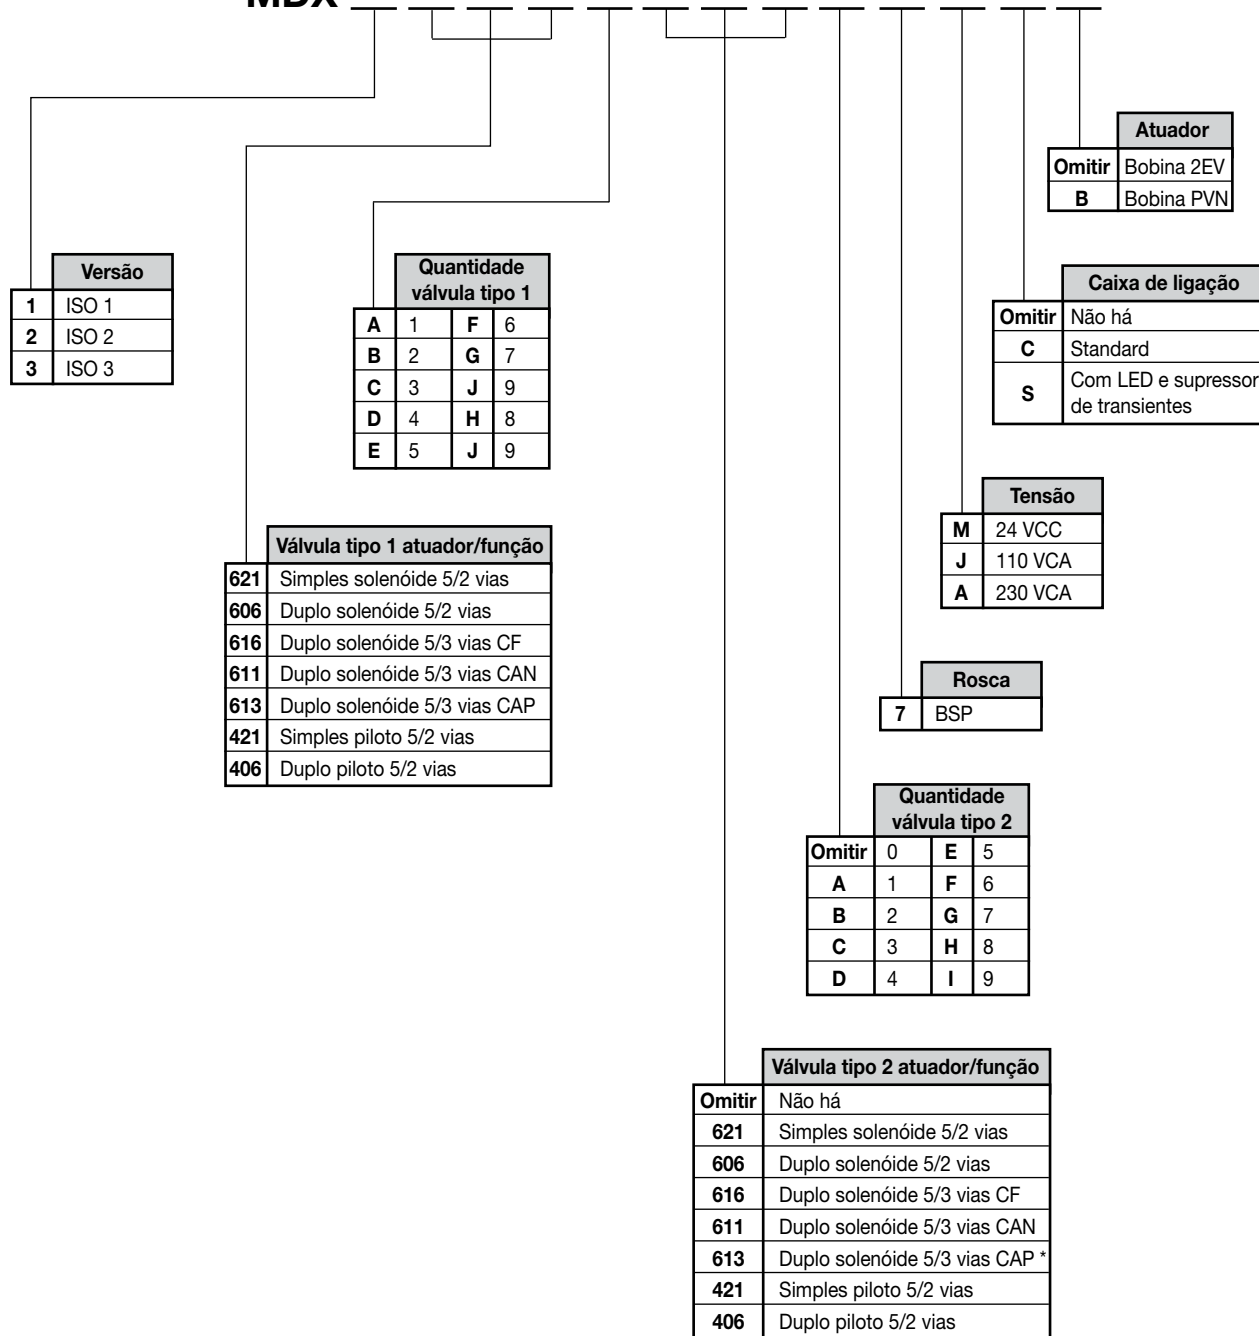 MDX
Atuador
Omitir Bobina 2EV
B Bobina PVN
Versão
1 ISO 1
2 ISO 2
3 ISO 3
Quantidade
válvula tipo 1
A 1 F 6
B 2 G 7
C 3 J 9
D 4 H 8
E 5 J 9
Caixa de ligação
Omitir Não há
C Standard
S Com LED e supressor
de transientes
Tensão
M 24 VCC
J 110 VCA
A 230 VCA
Válvula tipo 1 atuador/função
621 Simples solenóide 5/2 vias
606 Duplo solenóide 5/2 vias
616 Duplo solenóide 5/3 vias CF
611 Duplo solenóide 5/3 vias CAN
613 Duplo solenóide 5/3 vias CAP
421 Simples piloto 5/2 vias
406 Duplo piloto 5/2 vias
Rosca
7 BSP
Quantidade
válvula tipo 2
Omitir 0 E 5
A 1 F 6
B 2 G 7
C 3 H 8
D 4 I 9
Válvula tipo 2 atuador/função
Omitir Não há
621 Simples solenóide 5/2 vias
606 Duplo solenóide 5/2 vias
616 Duplo solenóide 5/3 vias CF
611 Duplo solenóide 5/3 vias CAN
613 Duplo solenóide 5/3 vias CAP *
421 Simples piloto 5/2 vias
406 Duplo piloto 5/2 vias